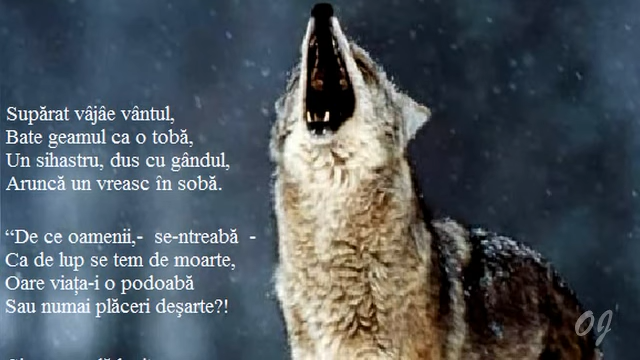 Supărat vâjâe vântul,
Bate geamul ca o tobă,
Un sihastru, dus cu gândul,
Aruncă un vreasc în sobă.
“De ce oamenii,- se-ntreabă -
Ca de lup se tem de moarte,
Oare viața-i o podoabă
Sau numai plăceri deşarte?!
OJ